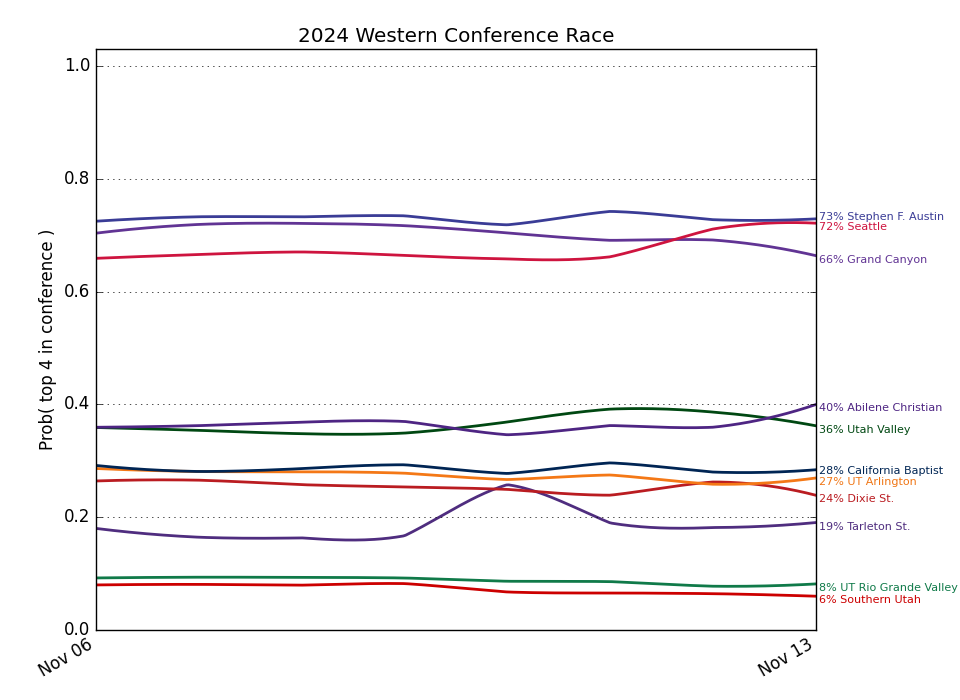 2024 Western Conference Race
1.0
0.8
0.6
0.4
0.2
0.0
Prob( top 4 in conference )
Nov 06
Nov 13
73% Stephen F. Austin
72% Seattle
66% Grand Canyon
40% Abilene Christian
36% Utah Valley
28% California Baptist
27% UT Arlington
24% Dixie St.
19% Tarleton St.
8% UT Rio Grande Valley
6% Southern Utah